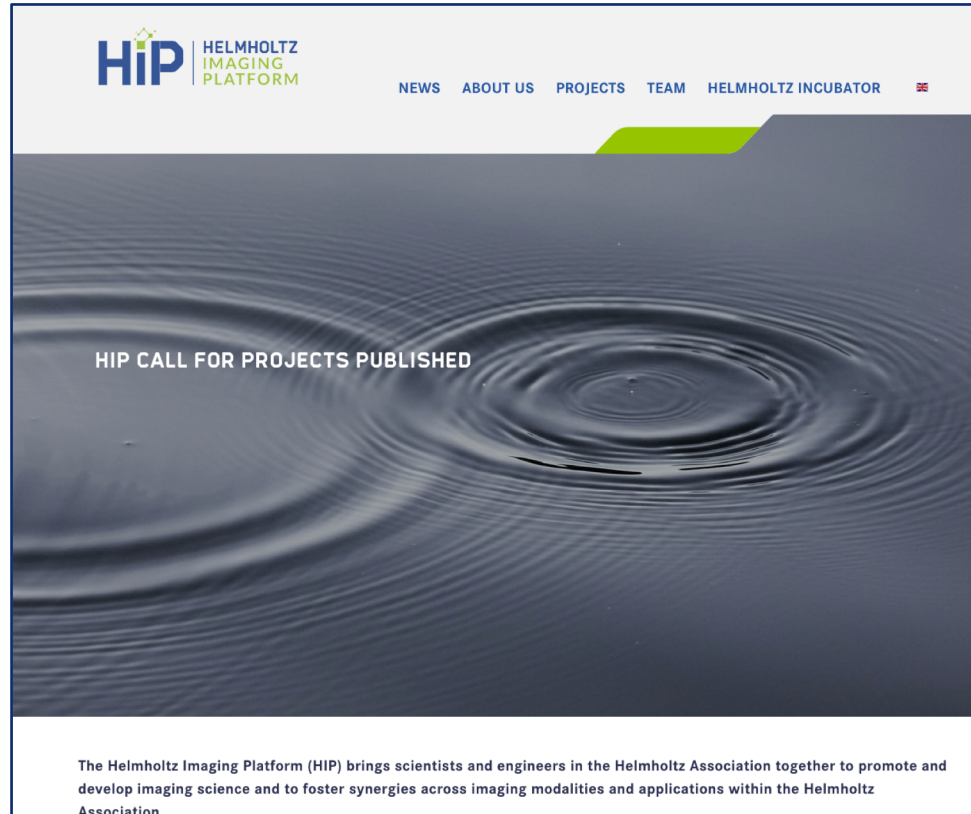 HiP
HELMHOLTZ
IMAGING
PLATFORM
NEWS ABOUT US PROJECTS TEAM HELMHOLTZ INCUBATOR
HIP CALL FOR PROJECTS PUBLISHED
The Helmholtz Imaging Platform (HIP) brings scientists and engineers in the Helmholtz Association together to promote and
develop imaging science and to foster synergies across imaging modalities and applications within the Helmholtz
Association